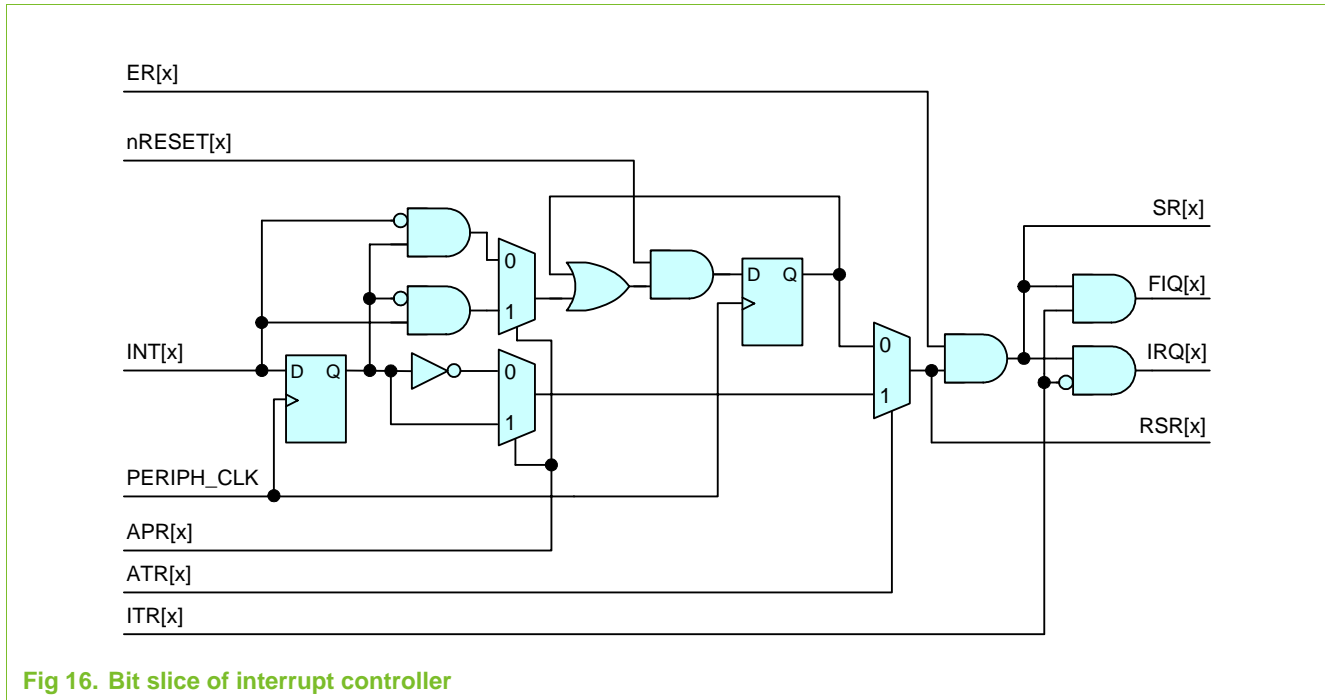 ER[x]
nRESET[x]
SR[x]
0
D Q
FIQ[x]
1
0
INT[x]
D Q
0
IRQ[x]
1
1
RSR[x]
PERIPH_CLK
APR[x]
ATR[x]
ITR[x]
Fig 16. Bit slice of interrupt controller